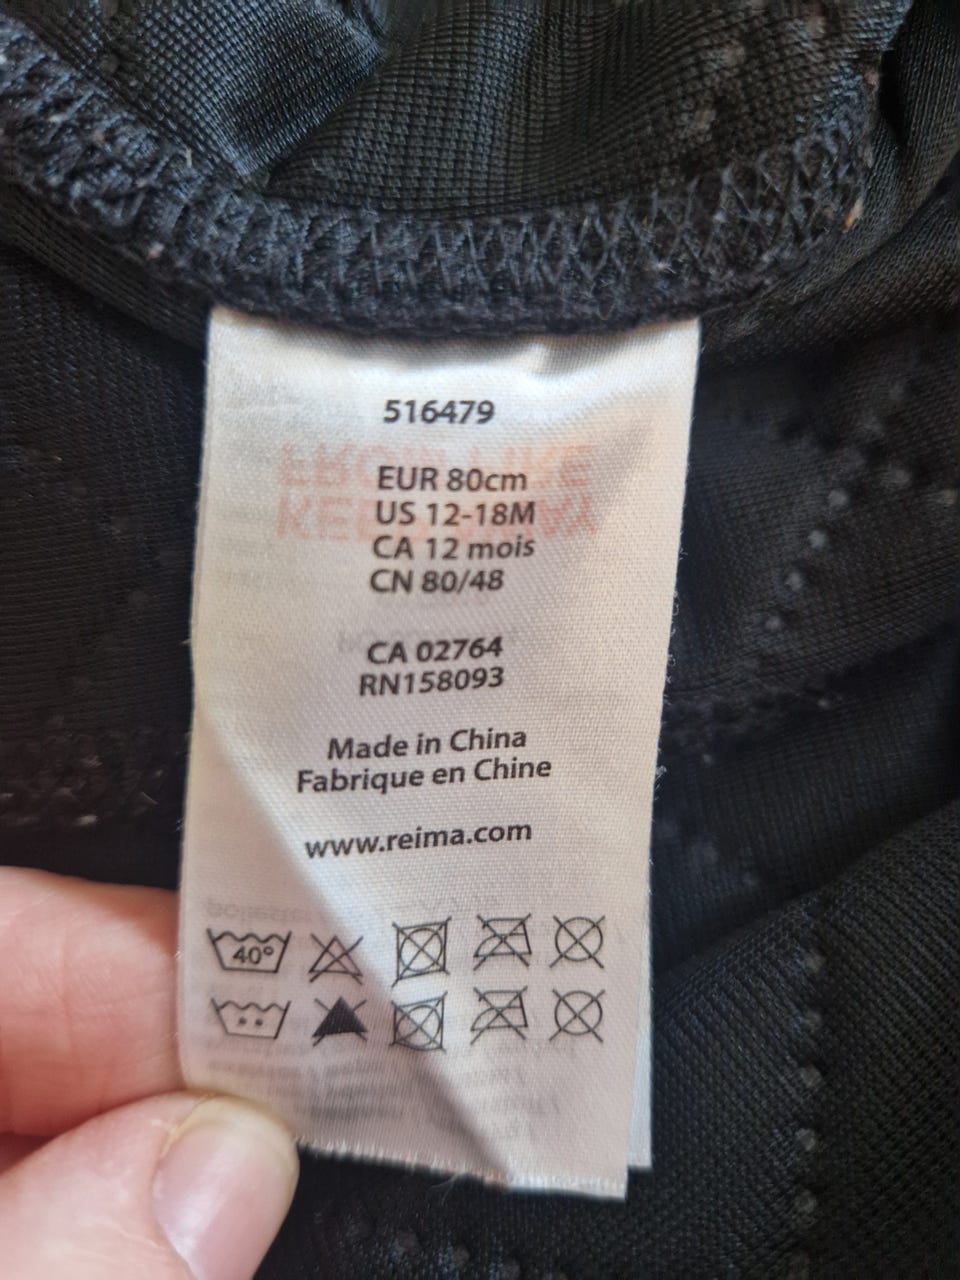 516479
EUR 80cm
US 12-18M
CA 12 mois
CN 80/48
CA 02764
RN158093
Made in China
Fabrique en Chine
www.reima.com
40°